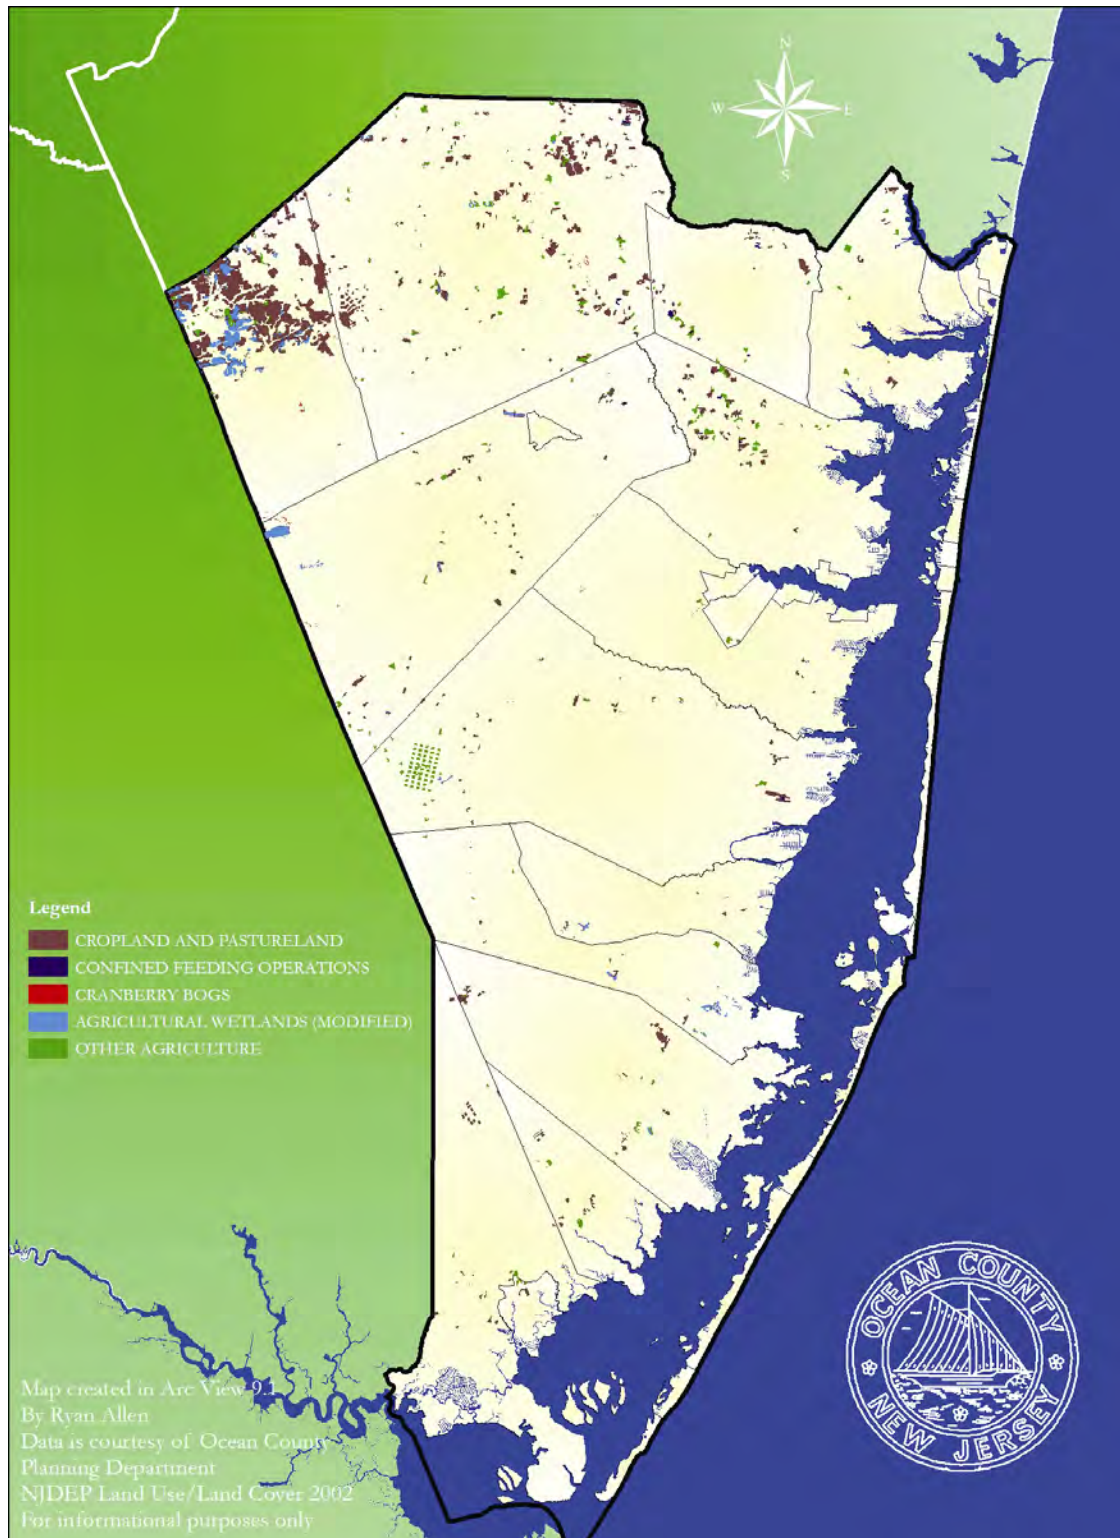 N
W E
S
Legend
CROPLAND AND PASTURELAND
CONFINED FEEDING OPERATIONS
CRANBERRY BOGS
AGRICULTURAL WETLANDS (MODIFIED)
OTHER AGRICULTURE
OCEAN COUNTY
NEW JERSEY
Map created in Arc View 9.1
By Ryan Allen
Data is courtesy of Ocean County
Planning Department
NJDEP Land Use/Land Cover 2002
For informational purposes only